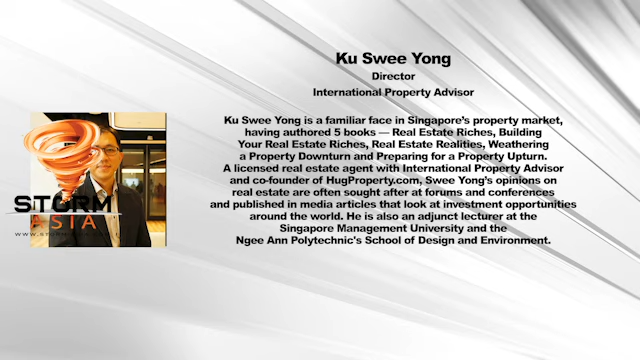 Ku Swee Yong
Director
International Property Advisor
Ku Swee Yong is a familiar face in Singapore's property market,
having authored 5 books — Real Estate Riches, Building
Your Real Estate Riches, Real Estate Realities, Weathering
a Property Downturn and Preparing for a Property Upturn.
A licensed real estate agent with International Property Advisor
and co-founder of HugProperty.com, Swee Yong's opinions on
real estate are often sought after at forums and conferences
and published in media articles that look at investment opportunities
around the world. He is also an adjunct lecturer at the
Singapore Management University and the
Ngee Ann Polytechnic's School of Design and Environment.
STORM
ASIA